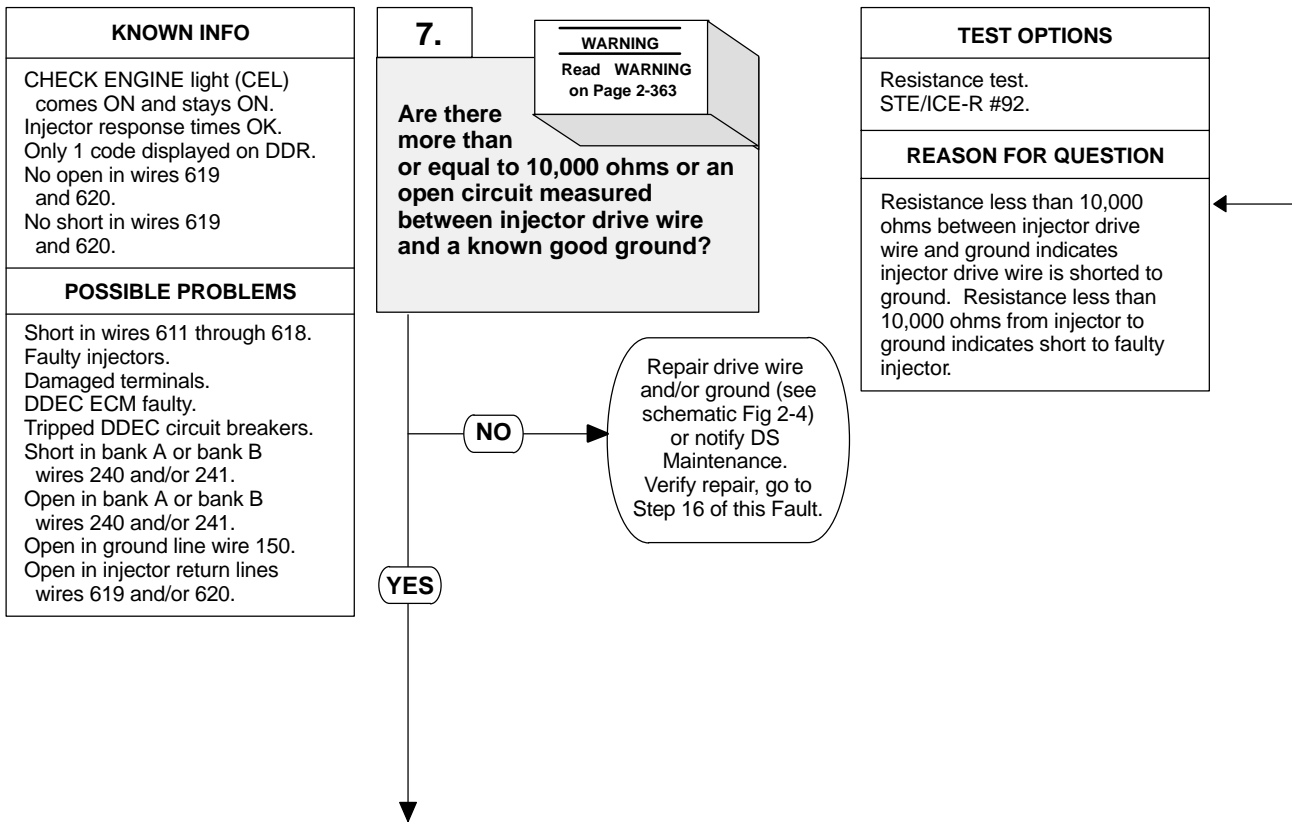 KNOWN INFO
CHECK ENGINE light (CEL)
comes ON and stays ON.
Injector response times OK.
Only 1 code displayed on DDR.
No open in wires 619
and 620.
No short in wires 619
and 620.
POSSIBLE PROBLEMS
Short in wires 611 through 618.
Faulty injectors.
Damaged terminals.
DDEC ECM faulty.
Tripped DDEC circuit breakers.
Short in bank A or bank B
wires 240 and/or 241.
Open in bank A or bank B
wires 240 and/or 241.
Open in ground line wire 150.
Open in injector return lines
wires 619 and/or 620.
7.
WARNING
Read WARNING
on Page 2-363
Are there
more than
or equal to 10,000 ohms or an
open circuit measured
between injector drive wire
and a known good ground?
NO
Repair drive wire
and/or ground (see
schematic Fig 2-4)
or notify DS
Maintenance.
Verify repair, go to
Step 16 of this Fault.
YES
TEST OPTIONS
Resistance test.
STE/ICE-R #92.
REASON FOR QUESTION
Resistance less than 10,000
ohms between injector drive
wire and ground indicates
injector drive wire is shorted to
ground. Resistance less than
10,000 ohms from injector to
ground indicates short to faulty
injector.